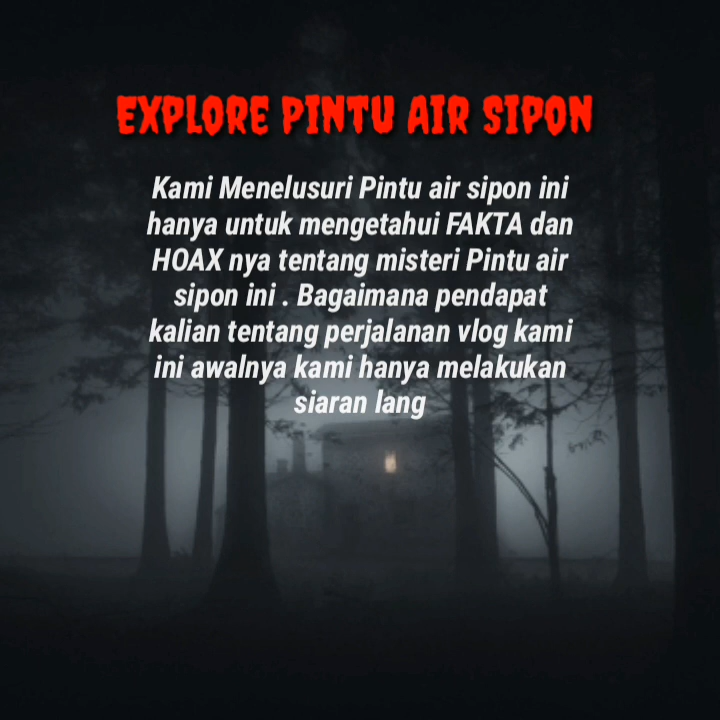 EXPLORE PINTU AIR SIPON
Kami Menelusuri Pintu air sipon ini
hanya untuk mengetahui FAKTA dan
HOAX nya tentang misteri Pintu air
sipon ini . Bagaimana pendapat
kalian tentang perjalanan vlog kami
ini awalnya kami hanya melakukan
siaran lang